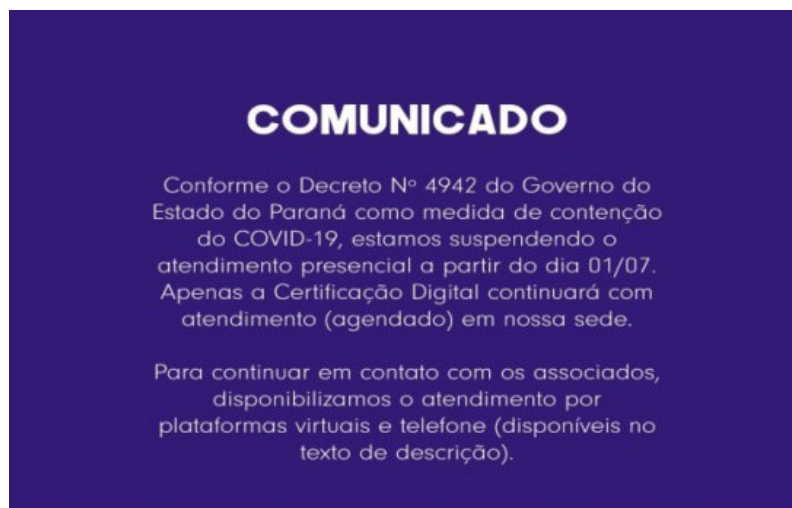 COMUNICADO
Conforme o Decreto Nº 4942 do Governo do
Estado do Paraná como medida de contenção
do COVID-19, estamos suspendendo o
atendimento presencial a partir do dia 01/07.
Apenas a Certificação Digital continuará com
atendimento (agendado) em nossa sede.
Para continuar em contato com os associados,
disponibilizamos o atendimento por
plataformas virtuais e telefone (disponíveis no
texto de descrição).